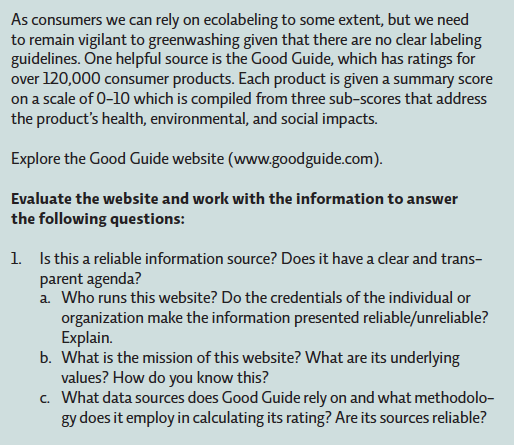 As consumers we can rely on ecolabeling to some extent, but we need
to remain vigilant to greenwashing given that there are no clear labeling
guidelines. One helpful source is the Good Guide, which has ratings for
over 120,000 consumer products. Each product is given a summary score
on a scale of 0–10 which is compiled from three sub-scores that address
the product's health, environmental, and social impacts.
Explore the Good Guide website (www.goodguide.com).
Evaluate the website and work with the information to answer
the following questions:
1. Is this a reliable information source? Does it have a clear and trans-
parent agenda?
a. Who runs this website? Do the credentials of the individual or
organization make the information presented reliable/unreliable?
Explain.
b. What is the mission of this website? What are its underlying
values? How do you know this?
c. What data sources does Good Guide rely on and what methodolo-
gy does it employ in calculating its rating? Are its sources reliable?